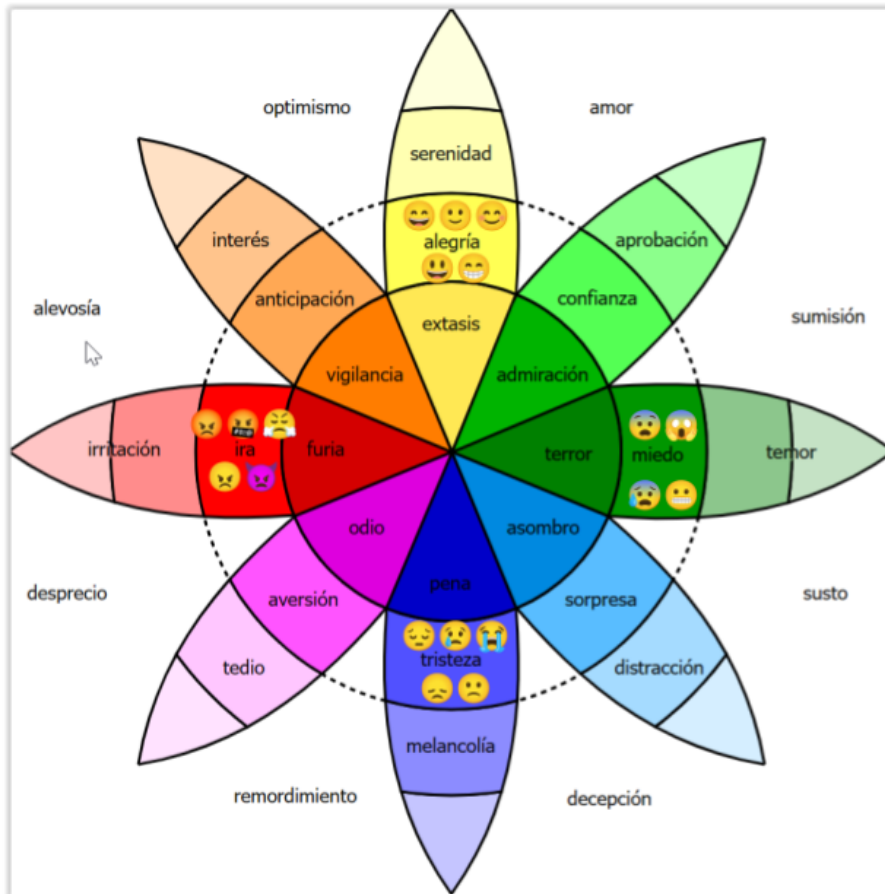 optimismo
amor
serenidad
interés
alegría
aprobación
anticipación
confianza
alevosía
extasis
sumisión
vigilancia
admiración
irritación
ira
furia
terror
miedo
temor
odio
asombro
desprecio
pena
susto
aversión
sorpresa
tedio
tristeza
distracción
melancolía
remordimiento
decepción